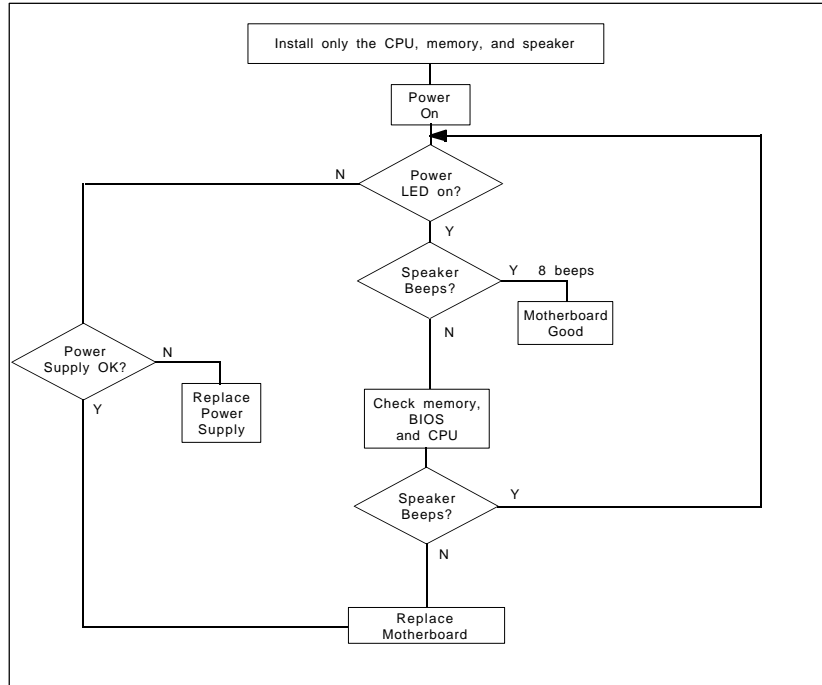 Install only the CPU, memory, and speaker
Power
On
N
Power
LED on?
Y
Speaker
Beeps?
Y 8 beeps
Motherboard
Good
N
Power
Supply OK?
N
Y
Replace
Power
Supply
Check memory,
BIOS
and CPU
Speaker
Beeps?
Y
N
Replace
Motherboard